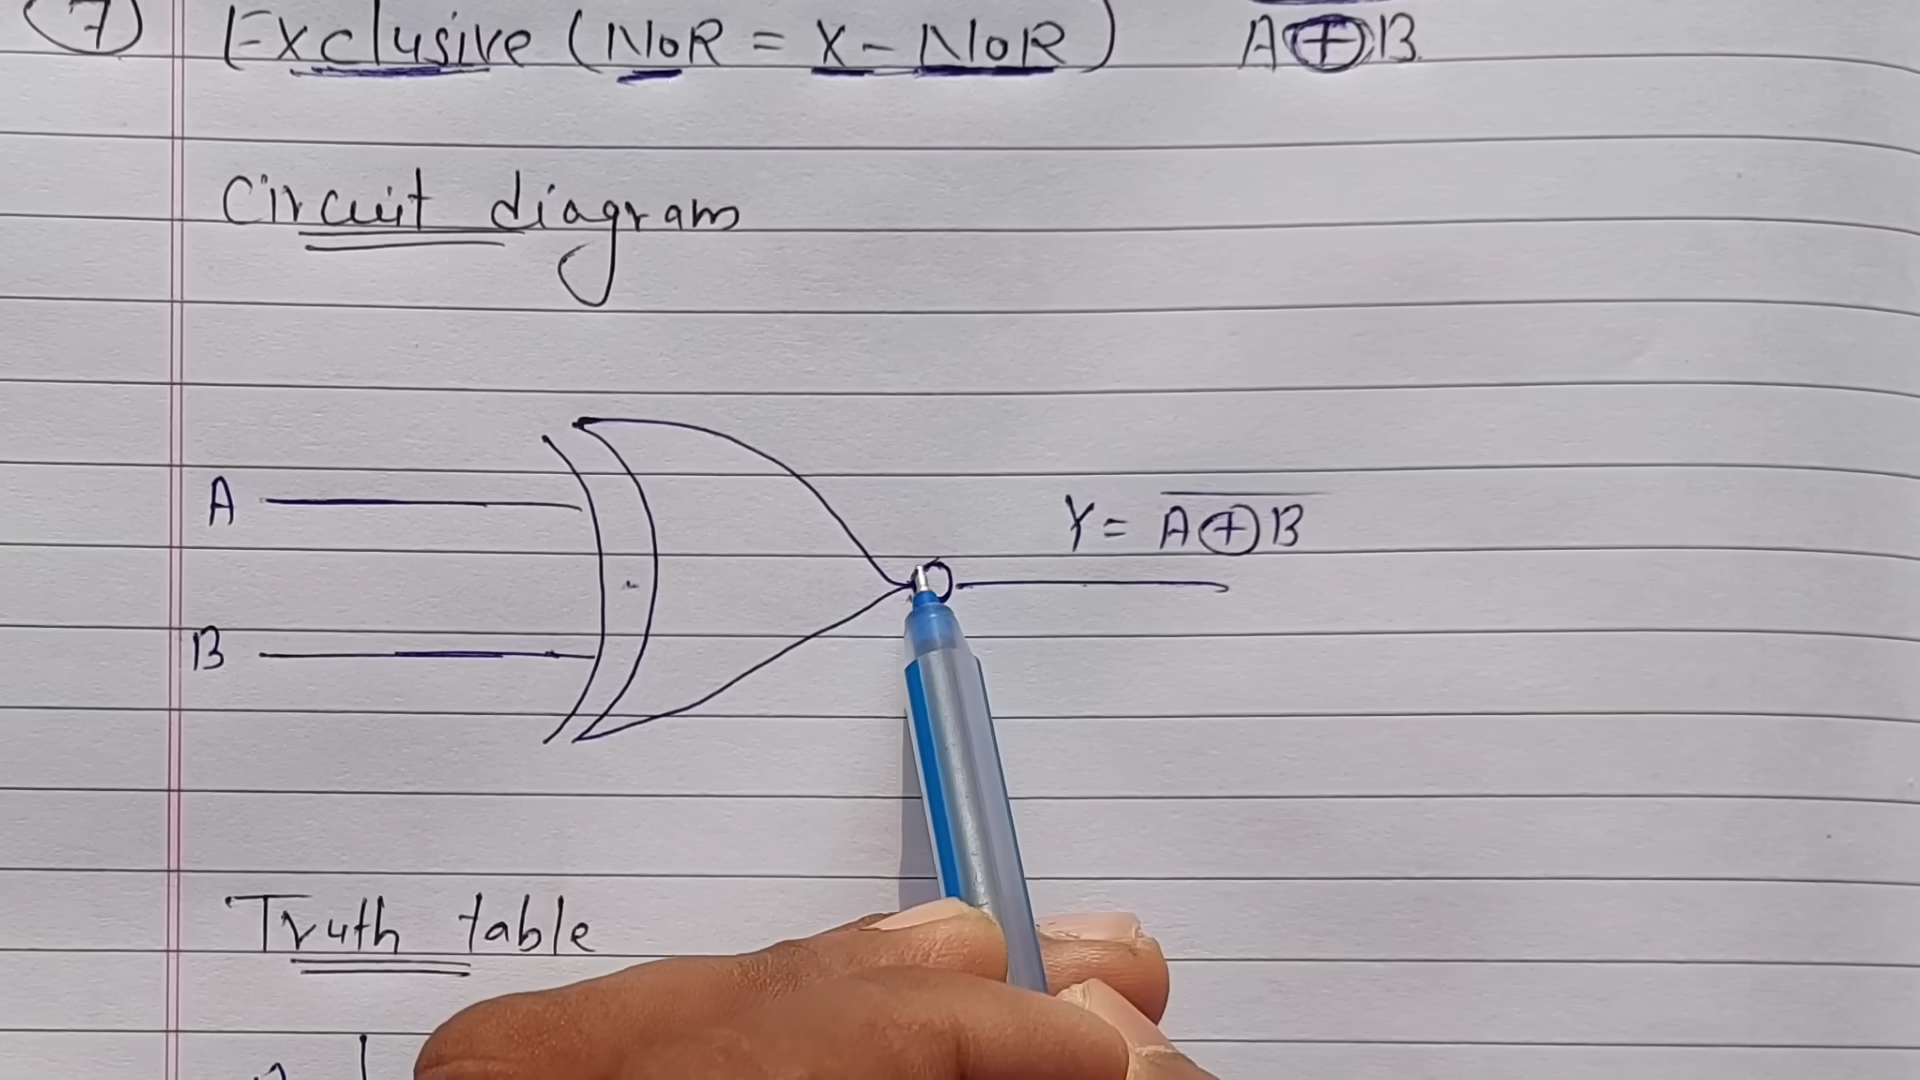 7 Exclusive (NOR = X-NOR) A⊕B
Circuit diagram
A
Y = A̅⊕̅B̅
B
Truth table